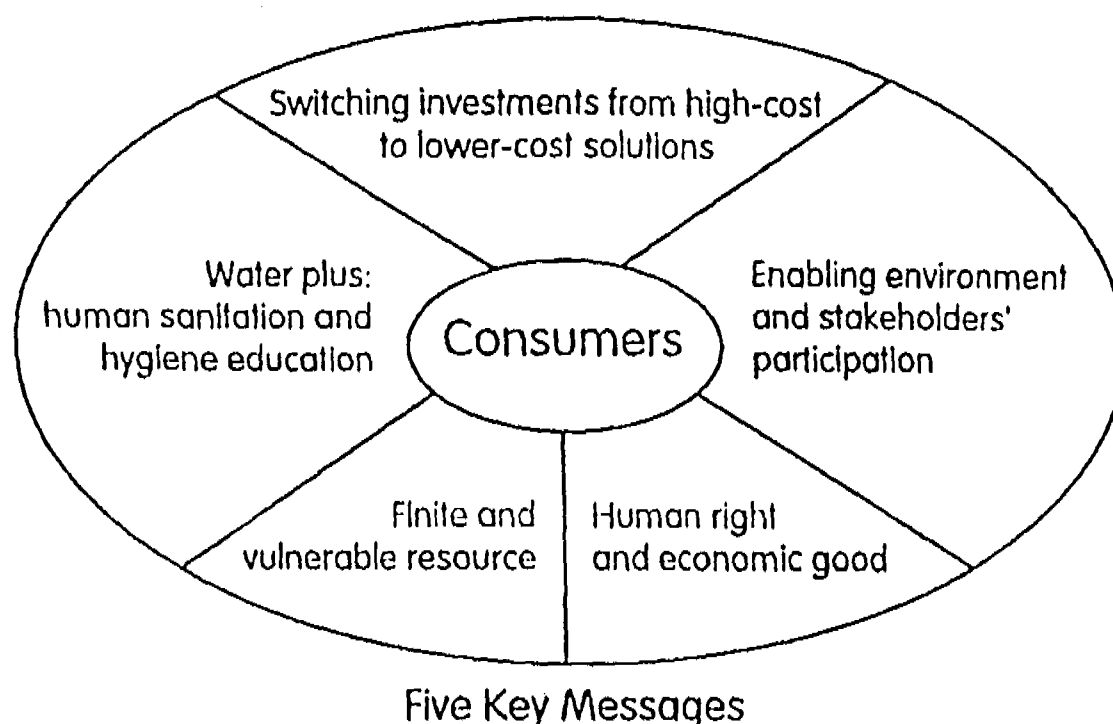 Switching investments from high-cost
to lower-cost solutions
Water plus:
human sanitation and
hygiene education
Consumers
Enabling environment
and stakeholders'
participation
Finite and
vulnerable resource
Human right
and economic good
Five Key Messages